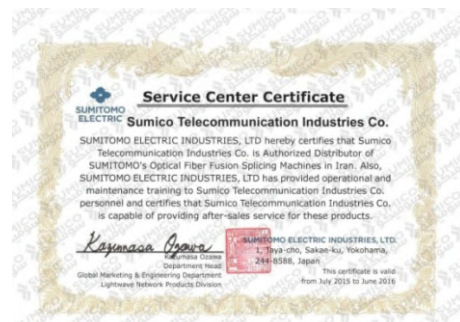 Service Center Certificate
SUMITOMO
ELECTRIC
Sumico Telecommunication Industries Co.
SUMITOMO ELECTRIC INDUSTRIES, LTD hereby certifies that Sumico
Telecommunication Industries Co. is Authorized Distributor of
SUMITOMO's Optical Fiber Fusion Splicing Machines in Iran. Also,
SUMITOMO ELECTRIC INDUSTRIES, LTD has provided operational and
maintenance training to Sumico Telecommunication Industries Co.
personnel and certifies that Sumico Telecommunication Industries Co.
is capable of providing after-sales service for these products.
Kazumasa Ozawa
Kazumasa Ozawa
Department Head
Global Marketing & Engineering Department
Lightwave Network Products Division
SUMITOMO ELECTRIC INDUSTRIES, LTD.
1, Taya-cho, Sakae-ku, Yokohama,
244-8588, Japan
This certificate is valid
from July 2015 to June 2016
SUMICO